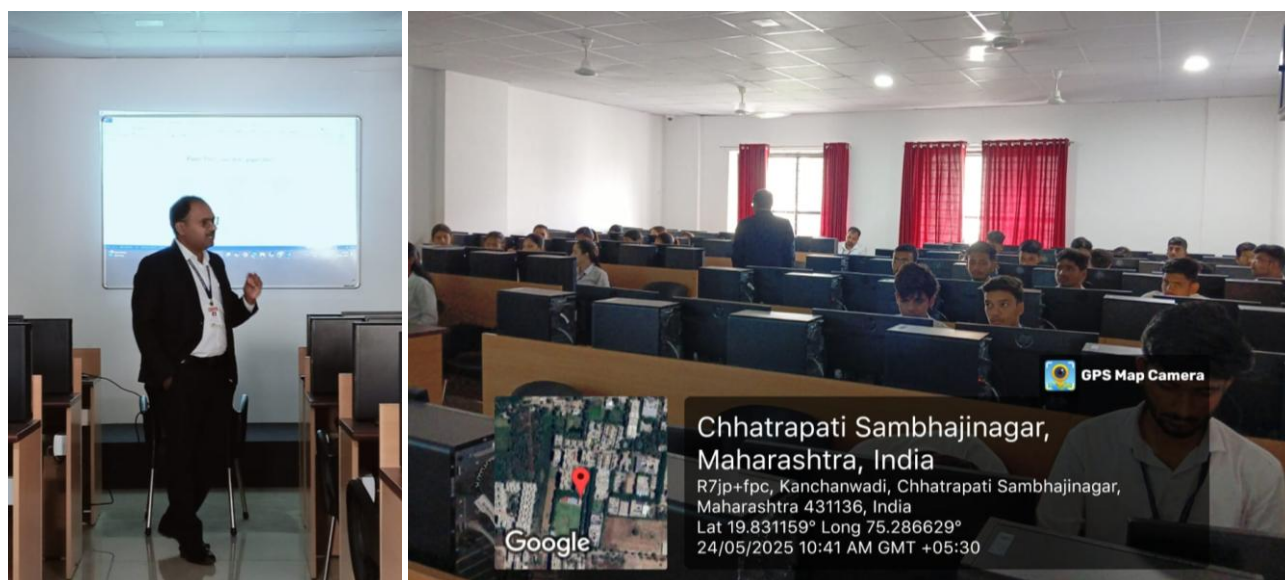 GPS Map Camera
Chhatrapati Sambhajinagar,
Maharashtra, India
R7jp+fpc, Kanchanwadi, Chhatrapati Sambhajinagar,
Maharashtra 431136, India
Lat 19.831159° Long 75.286629°
24/05/2025 10:41 AM GMT +05:30
Google